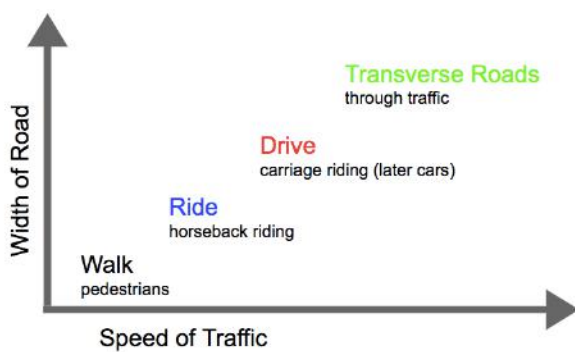 Transverse Roads
through traffic
Drive
carriage riding (later cars)
Ride
horseback riding
Walk
pedestrians
Width of Road
Speed of Traffic